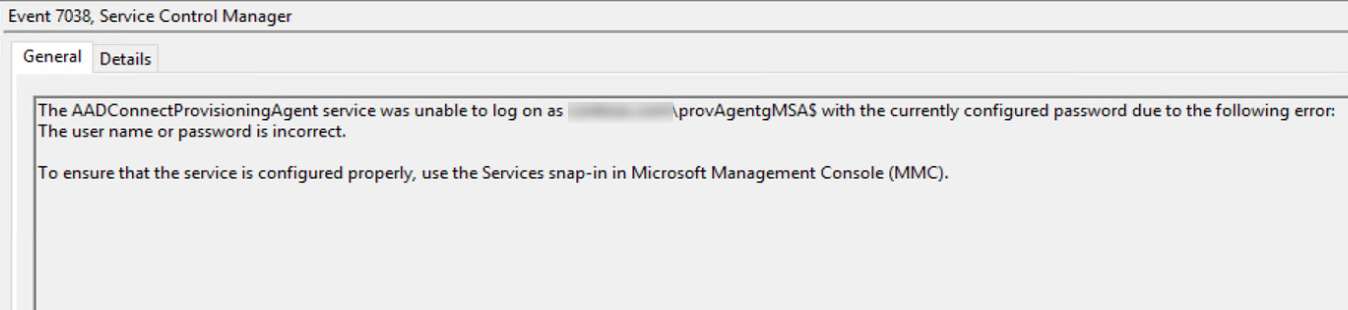 Event 7038, Service Control Manager
General Details
The AADConnectProvisioningAgent service was unable to log on as \provAgentgMSA$ with the currently configured password due to the following error:
The user name or password is incorrect.
To ensure that the service is configured properly, use the Services snap-in in Microsoft Management Console (MMC).